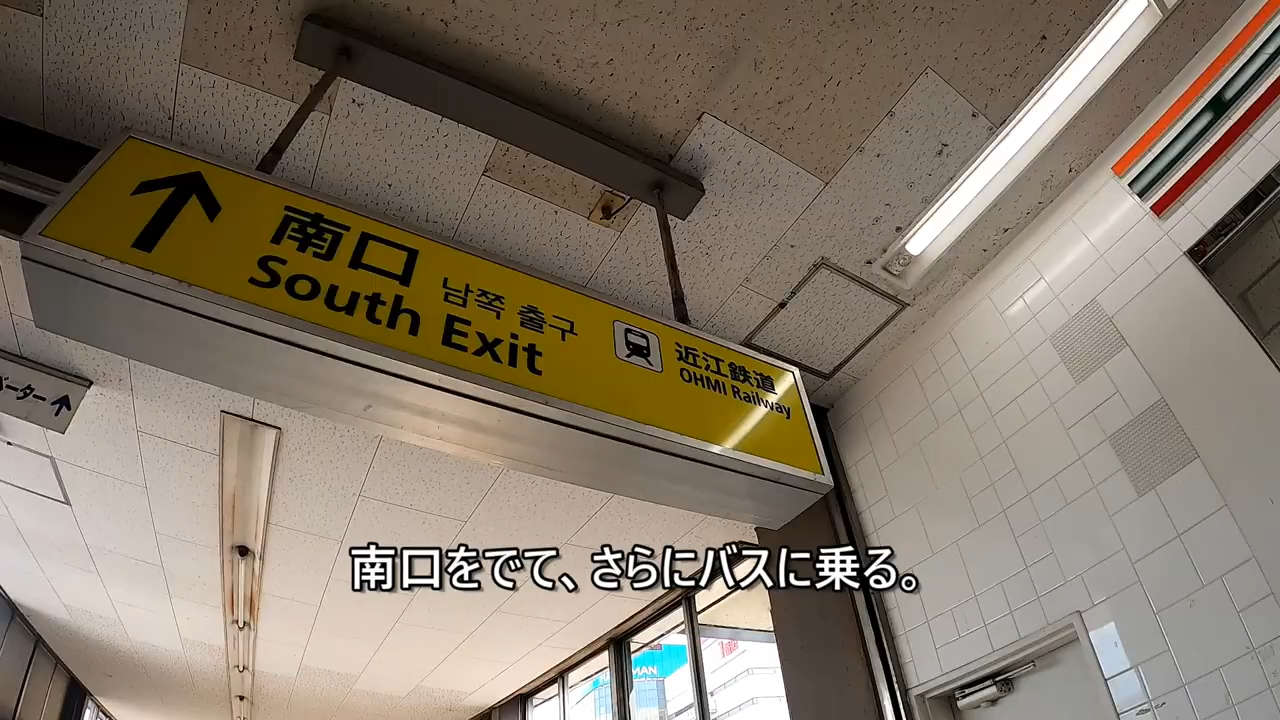 南口
South Exit
남쪽 출구
近江鉄道
OHMI Railway
ーター
南口をでて、さらにバスに乗る。